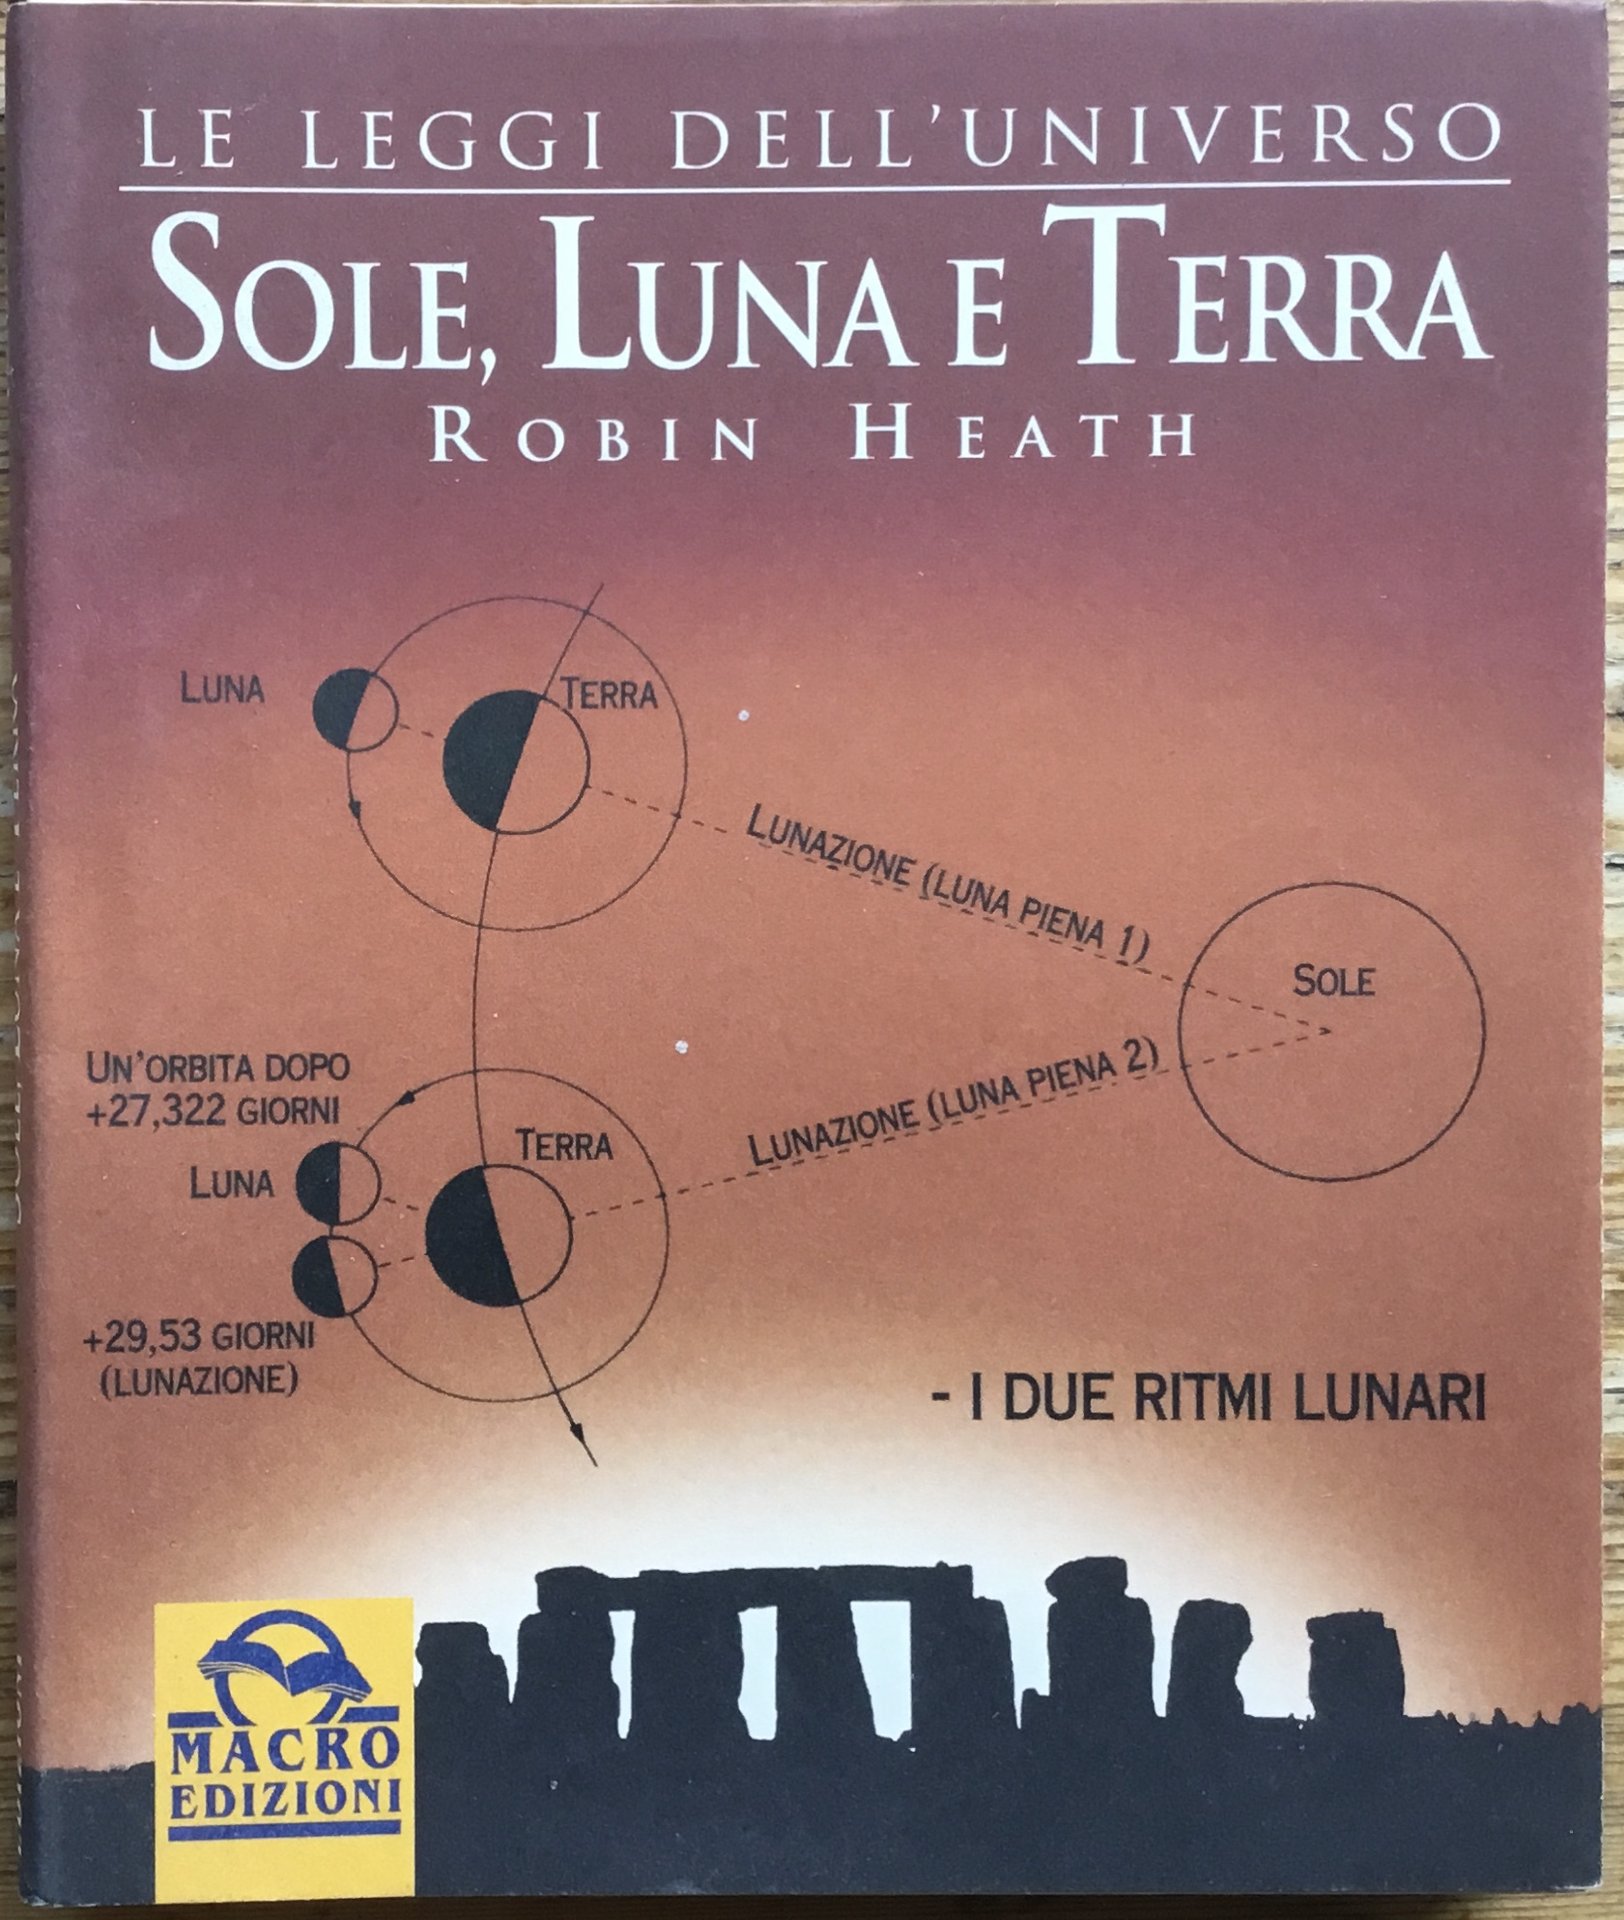 LE LEGGI DELL'UNIVERSO
SOLE, LUNA E TERRA
ROBIN HEATH
LUNA
TERRA
LUNAZIONE (LUNA PIENA 1)
SOLE
LUNAZIONE (LUNA PIENA 2)
UN'ORBITA DOPO
+27,322 GIORNI
LUNA
TERRA
+29,53 GIORNI
(LUNAZIONE)
- I DUE RITMI LUNARI
MACRO
EDIZIONI